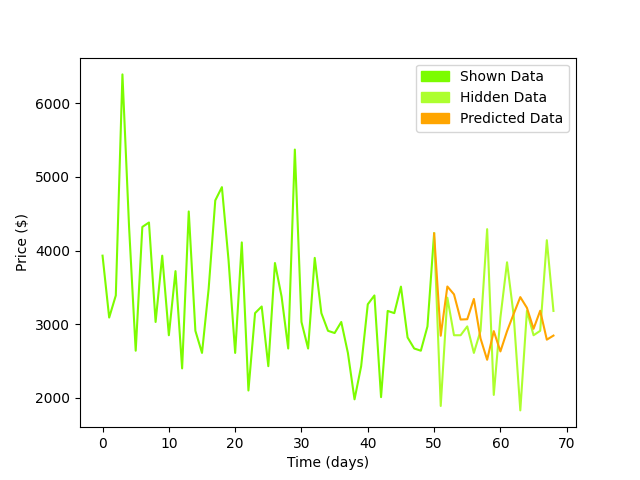 Shown Data
Hidden Data
Predicted Data
6000
5000
4000
3000
2000
Price ($)
0 10 20 30 40 50 60 70
Time (days)